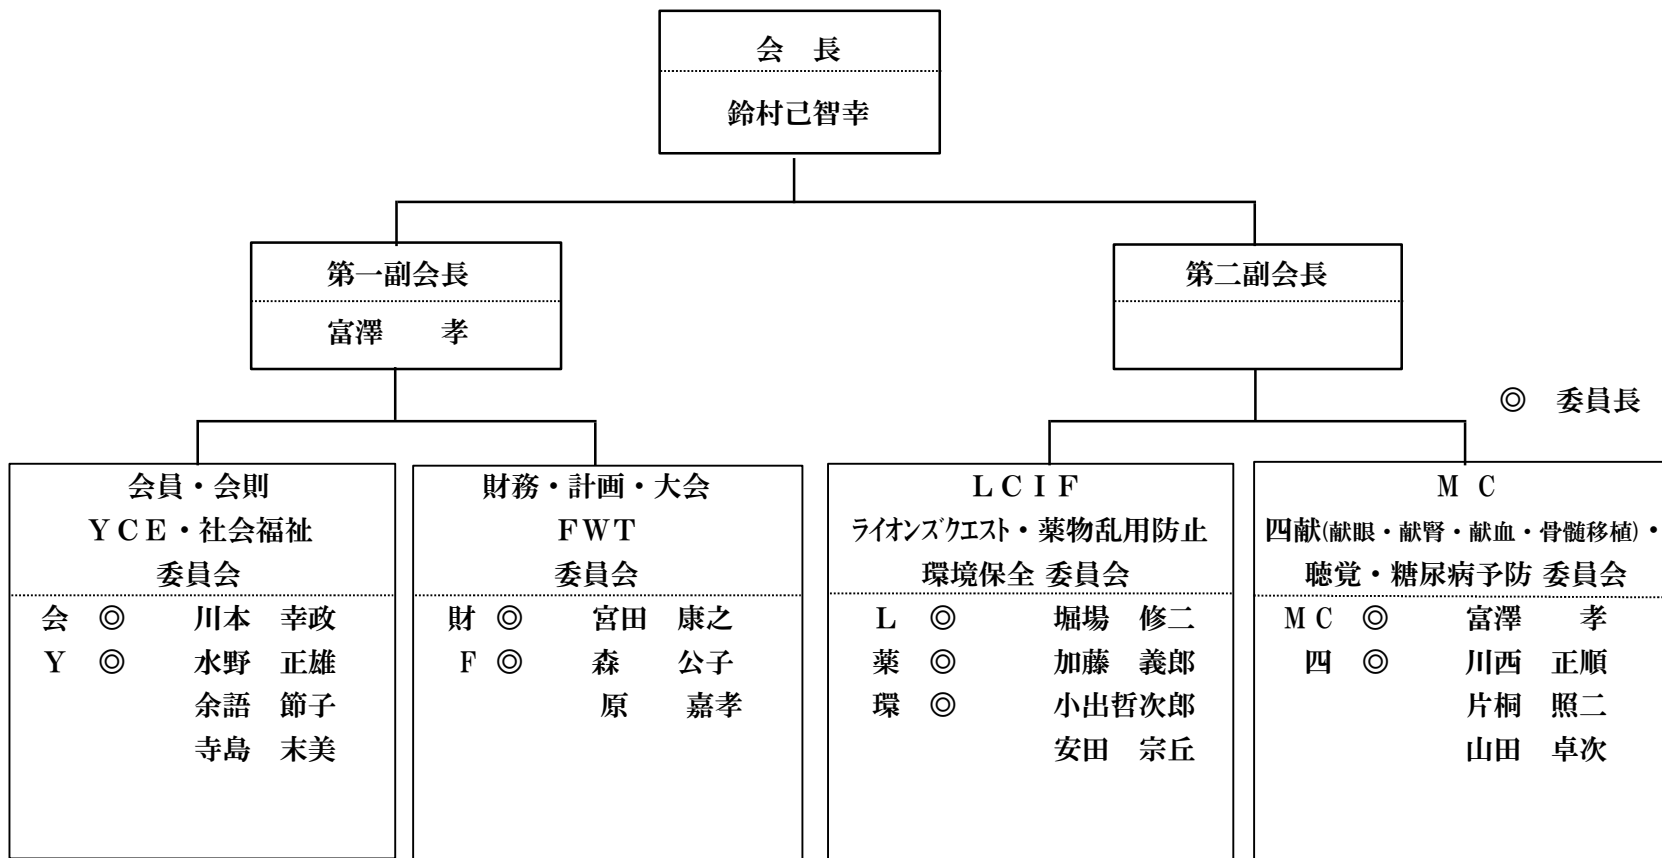 会　長
鈴村己智幸
第一副会長
富澤　　孝
第二副会長
◎　委員長
会員・会則
ＹＣＥ・社会福祉
委員会
会　◎　川本　幸政
Ｙ　◎　水野　正雄
余語　節子
寺島　末美
財務・計画・大会
ＦＷＴ
委員会
財　◎　宮田　康之
Ｆ　◎　森　　公子
原　　嘉孝
ＬＣＩＦ
ﾗｲｵﾝｽﾞｸｴｽﾄ・薬物乱用防止
環境保全 委員会
Ｌ　◎　堀場　修二
薬　◎　加藤　義郎
環　◎　小出哲次郎
安田　宗丘
Ｍ Ｃ
四献(献眼・献腎・献血・骨髄移植)・
聴覚・糖尿病予防 委員会
ＭＣ　◎　富澤　　孝
四　◎　川西　正順
片桐　照二
山田　卓次